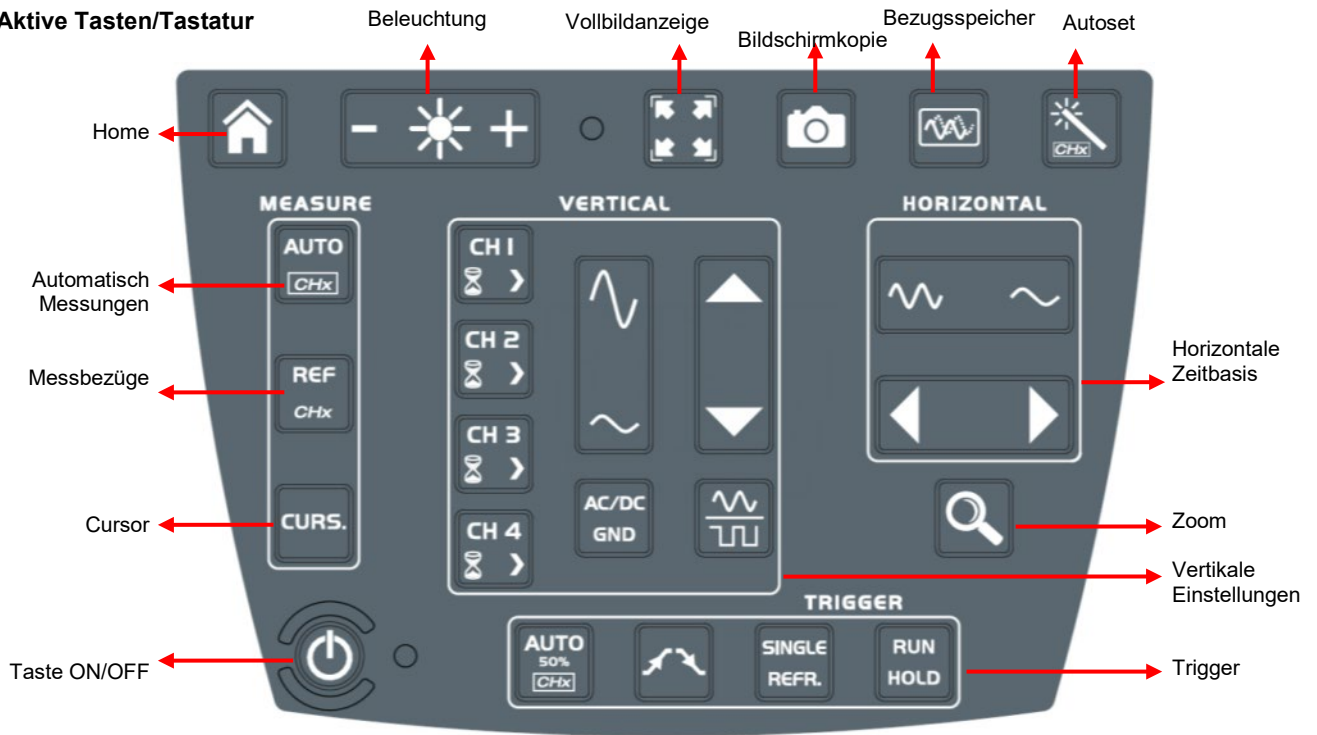 Aktive Tasten/Tastatur
Beleuchtung
Vollbildanzeige
Bildschirmkopie
Bezugsspeicher
Autoset
Home
CHx
MEASURE
VERTICAL
HORIZONTAL
AUTO
CHx
Automatisch
Messungen
REF
CHx
Messbezüge
CURS.
Cursor
CH 1
CH 2
CH 3
CH 4
AC/DC
GND
Horizontale
Zeitbasis
Zoom
Vertikale
Einstellungen
TRIGGER
AUTO
50%
CHx
SINGLE
REFR.
RUN
HOLD
Trigger
Taste ON/OFF